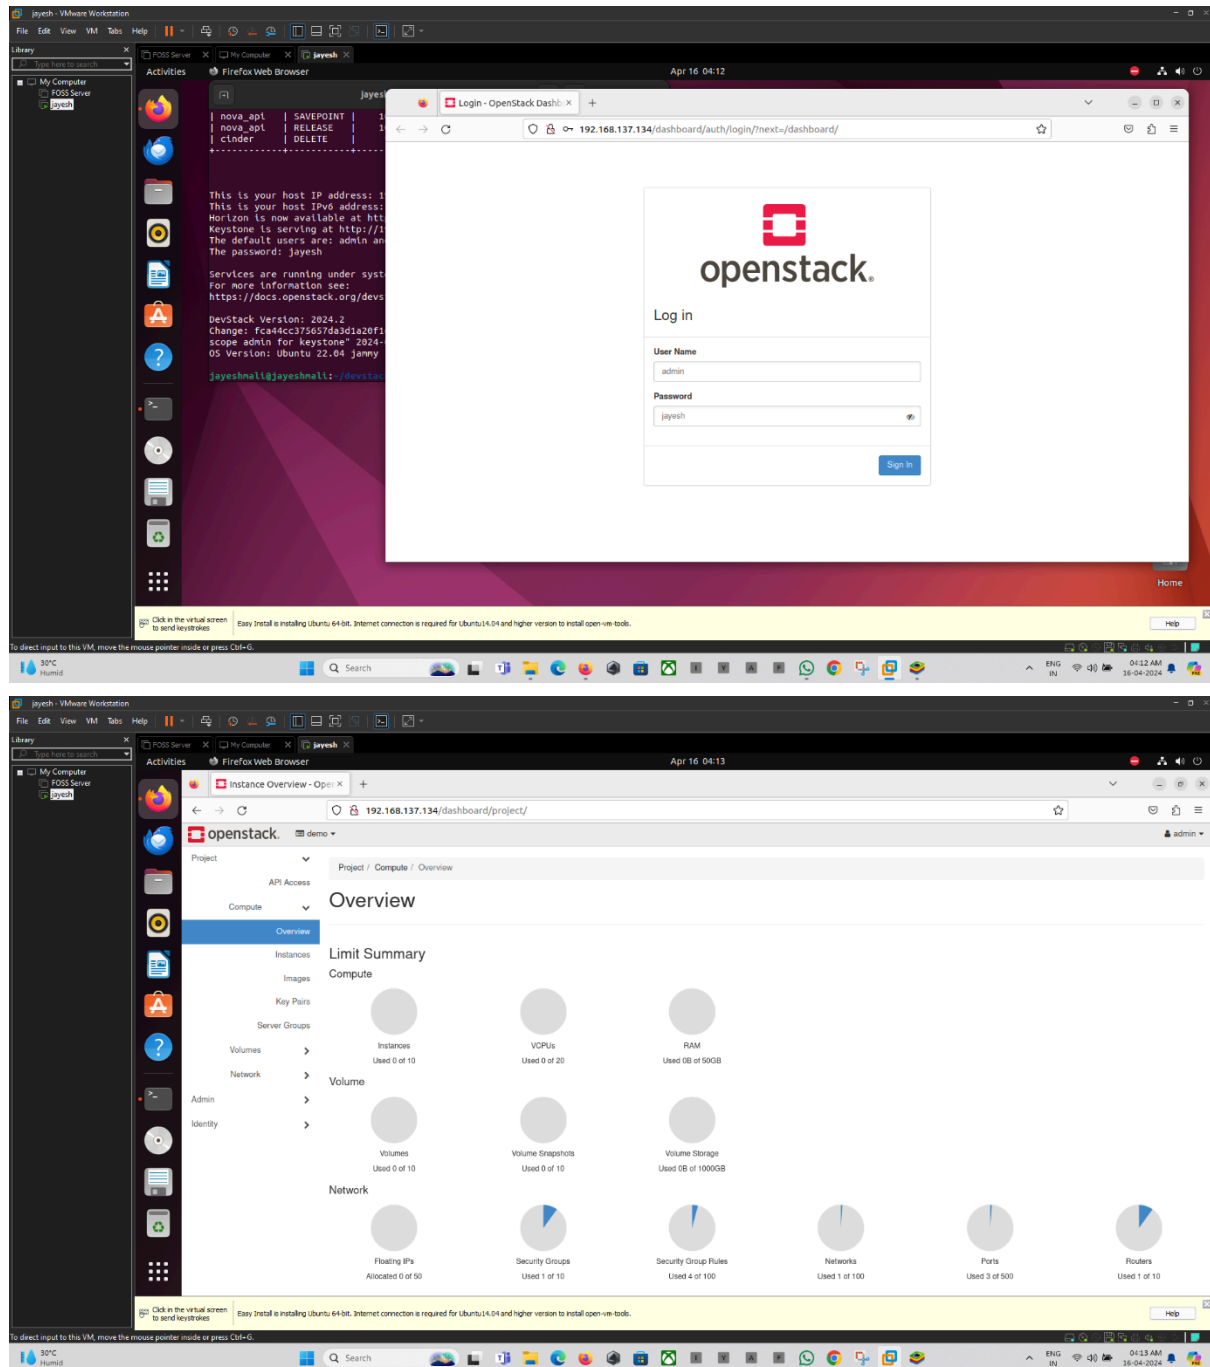 jayesh - VMware Workstation
File Edit View VM Tabs Help
Library
Type here to search
My Computer
FOSS Server
jayesh
FOSS Server
My Computer
jayesh
Activities
Firefox Web Browser
Apr 16 04:12
jayes
| nova_api | SAVEPOINT |
| nova_api | RELEASE |
| cinder | DELETE |
This is your host IP address: 1
This is your host IPv6 address:
Horizon is now available at htt
Keystone is serving at http://1
The default users are: admin an
The password: jayesh
Services are running under syst
For more information see:
https://docs.openstack.org/devs
DevStack Version: 2024.2
Change: fca44cc375657da3d1a20f1
scope admin for keystone" 2024-
OS Version: Ubuntu 22.04 jammy
jayeshmali@jayeshmali:~/devstac
Login - OpenStack Dashb
192.168.137.134/dashboard/auth/login/?next=/dashboard/
openstack.
Log in
User Name
admin
Password
jayesh
Sign In
Home
Click in the virtual screen
to send keystrokes
Easy Install is installing Ubuntu 64-bit. Internet connection is required for Ubuntu14.04 and higher version to install open-vm-tools.
Help
To direct input to this VM, move the mouse pointer inside or press Ctrl+G.
30°C
Humid
Search
ENG
IN
04:12 AM
16-04-2024
jayesh - VMware Workstation
File Edit View VM Tabs Help
Library
Type here to search
My Computer
FOSS Server
jayesh
FOSS Server
My Computer
jayesh
Activities
Firefox Web Browser
Apr 16 04:13
Instance Overview - Oper
192.168.137.134/dashboard/project/
openstack.
demo
admin
Project
API Access
Compute
Overview
Instances
Images
Key Pairs
Server Groups
Volumes
Network
Admin
Identity
Project / Compute / Overview
Overview
Limit Summary
Compute
Instances
Used 0 of 10
VCPUs
Used 0 of 20
RAM
Used 0B of 50GB
Volume
Volumes
Used 0 of 10
Volume Snapshots
Used 0 of 10
Volume Storage
Used 0B of 1000GB
Network
Floating IPs
Allocated 0 of 50
Security Groups
Used 1 of 10
Security Group Rules
Used 4 of 100
Networks
Used 1 of 100
Ports
Used 3 of 500
Routers
Used 1 of 10
Click in the virtual screen
to send keystrokes
Easy Install is installing Ubuntu 64-bit. Internet connection is required for Ubuntu14.04 and higher version to install open-vm-tools.
Help
To direct input to this VM, move the mouse pointer inside or press Ctrl+G.
30°C
Humid
Search
ENG
IN
04:13 AM
16-04-2024